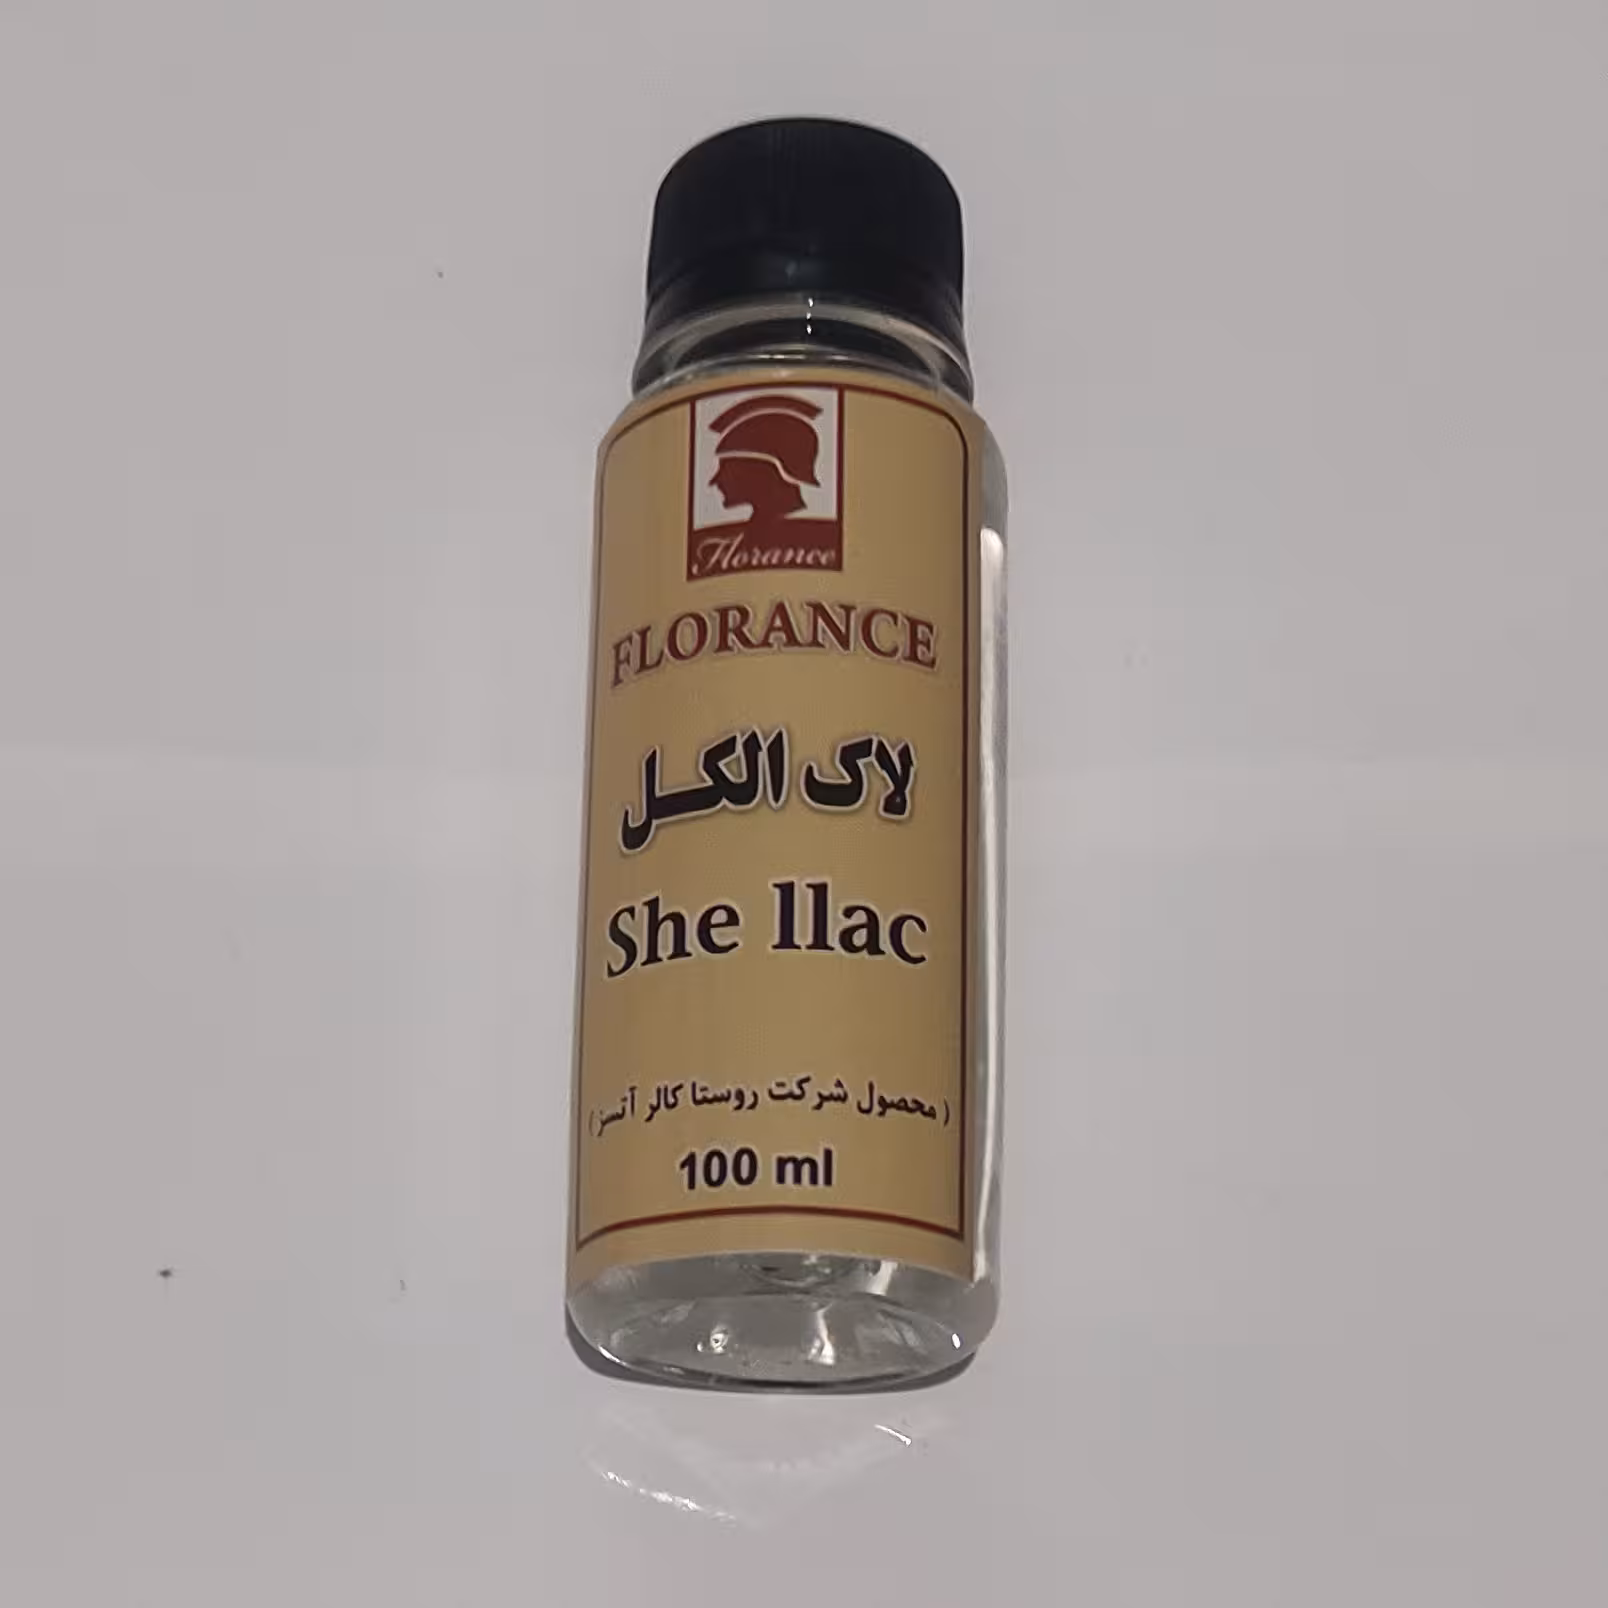 Florance
FLORANCE
لاک الکل
She llac
( محصول شرکت روستا کالر آتسز )
100 ml